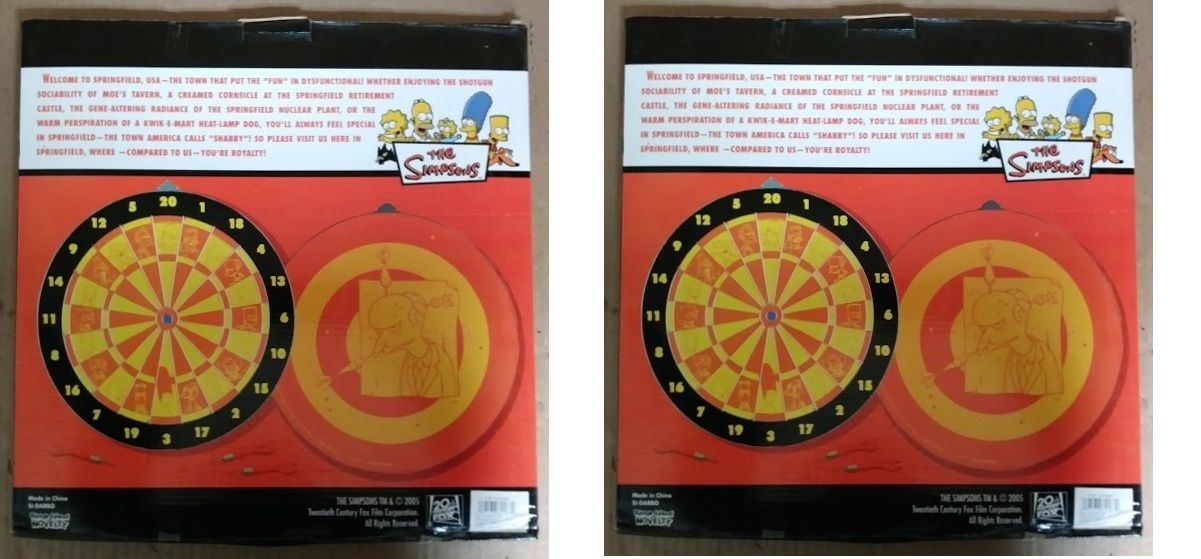 WELCOME TO SPRINGFIELD, USA—THE TOWN THAT PUT THE "FUN" IN DYSFUNCTIONAL! WHETHER ENJOYING THE SHOTGUN
SOCIABILITY OF MOE'S TAVERN, A CREAMED CORNSICLE AT THE SPRINGFIELD RETIREMENT
CASTLE, THE GENE-ALTERING RADIANCE OF THE SPRINGFIELD NUCLEAR PLANT, OR THE
WARM PERSPIRATION OF A KWIK-E-MART HEAT-LAMP DOG, YOU'LL ALWAYS FEEL SPECIAL
IN SPRINGFIELD—THE TOWN AMERICA CALLS "SHABBY"! SO PLEASE VISIT US HERE IN
SPRINGFIELD, WHERE —COMPARED TO US—YOU'RE ROYALTY!
THE
SIMPSONS
20 1 18 4 13 6 10 15 2 17 3 19 7 16 8 11 14 9 12 5
Made in China
SI-DARBO
NOVELTY
THE SIMPSONS TM & © 2005
Twentieth Century Fox Film Corporation.
All Rights Reserved.
20th
FOX
WELCOME TO SPRINGFIELD, USA—THE TOWN THAT PUT THE "FUN" IN DYSFUNCTIONAL! WHETHER ENJOYING THE SHOTGUN
SOCIABILITY OF MOE'S TAVERN, A CREAMED CORNSICLE AT THE SPRINGFIELD RETIREMENT
CASTLE, THE GENE-ALTERING RADIANCE OF THE SPRINGFIELD NUCLEAR PLANT, OR THE
WARM PERSPIRATION OF A KWIK-E-MART HEAT-LAMP DOG, YOU'LL ALWAYS FEEL SPECIAL
IN SPRINGFIELD—THE TOWN AMERICA CALLS "SHABBY"! SO PLEASE VISIT US HERE IN
SPRINGFIELD, WHERE —COMPARED TO US—YOU'RE ROYALTY!
THE
SIMPSONS
20 1 18 4 13 6 10 15 2 17 3 19 7 16 8 11 14 9 12 5
Made in China
SI-DARBO
NOVELTY
THE SIMPSONS TM & © 2005
Twentieth Century Fox Film Corporation.
All Rights Reserved.
20th
FOX